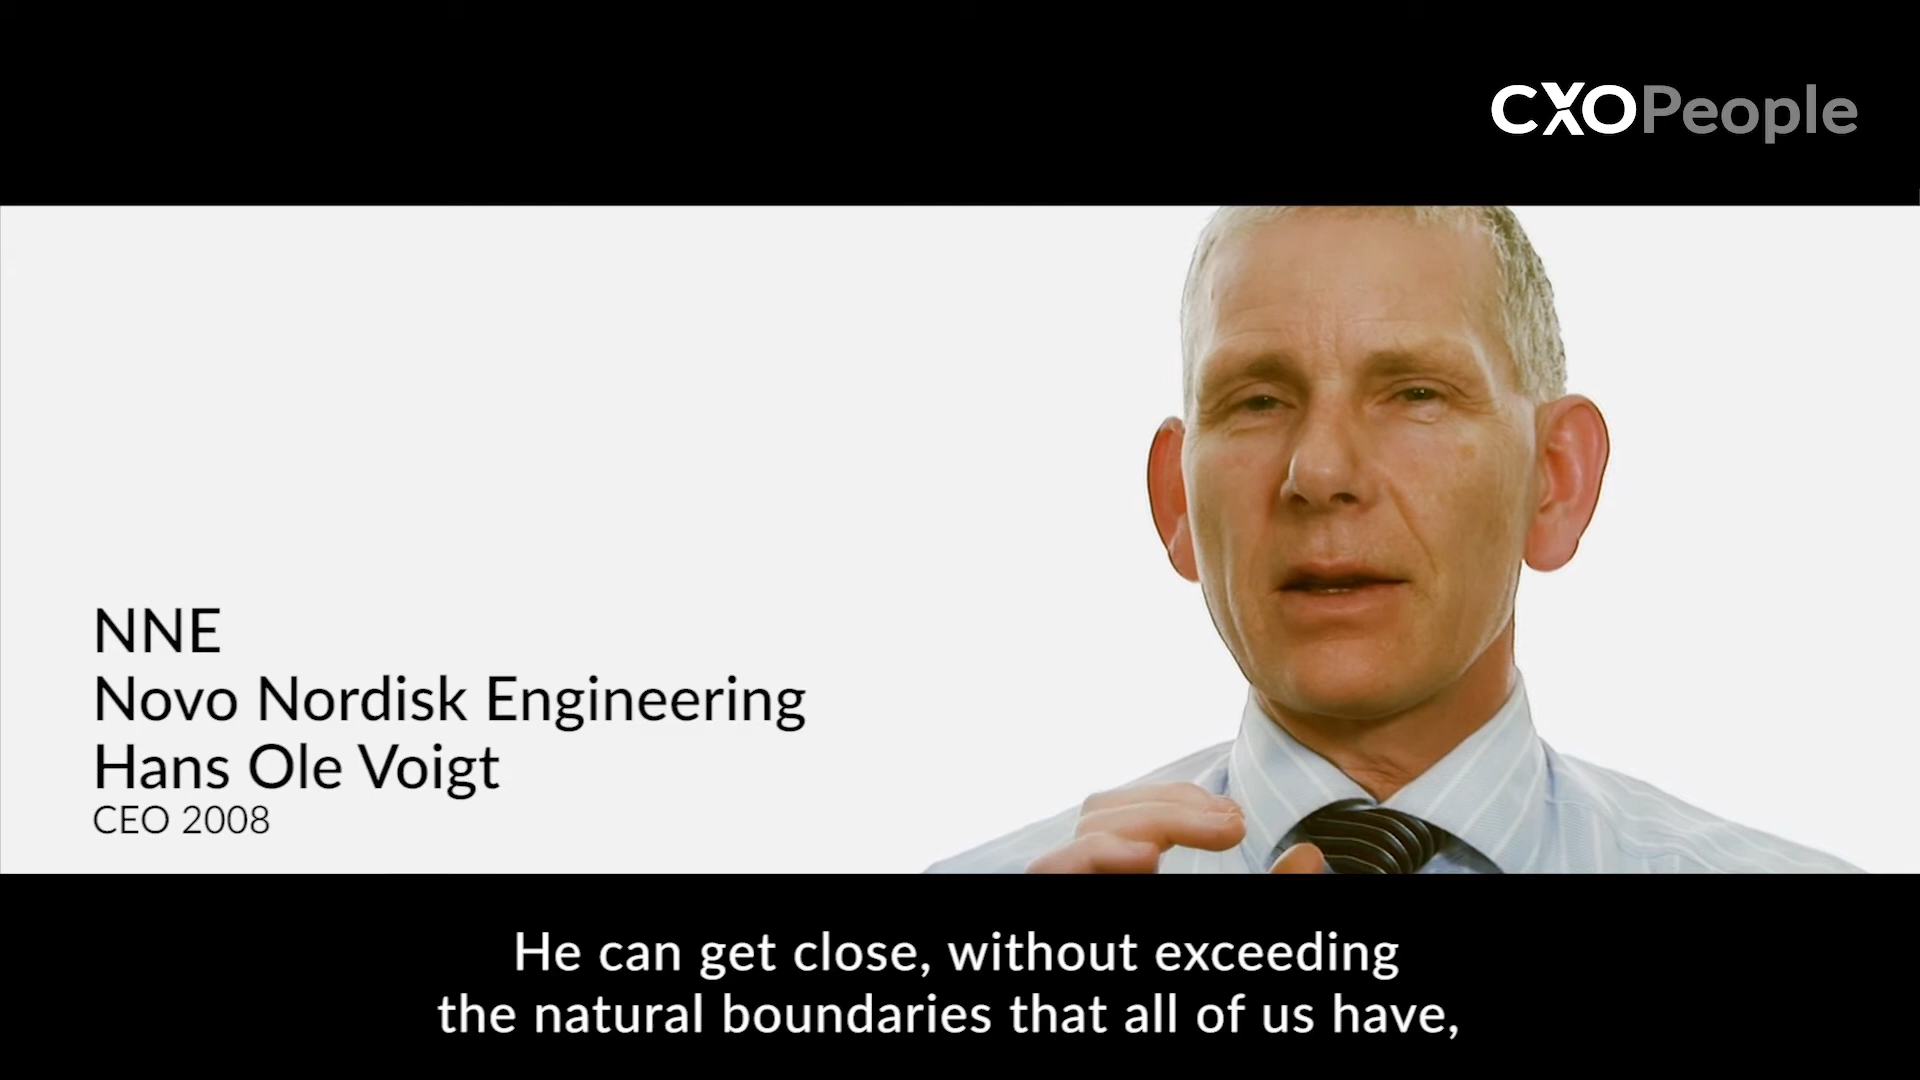 CXOPeople
NNE
Novo Nordisk Engineering
Hans Ole Voigt
CEO 2008
He can get close, without exceeding
the natural boundaries that all of us have,